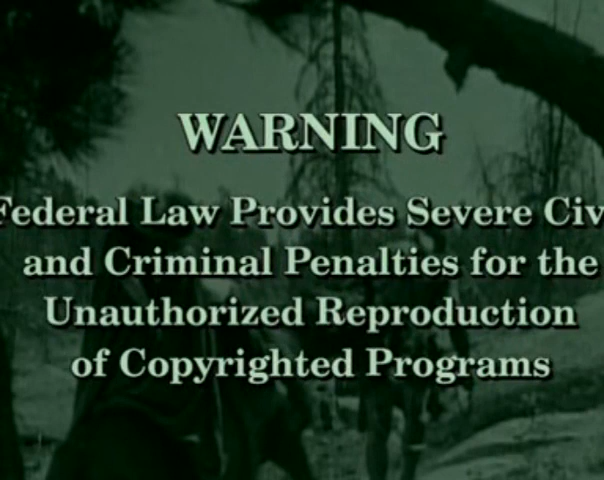 WARNING
Federal Law Provides Severe Civ
and Criminal Penalties for the
Unauthorized Reproduction
of Copyrighted Programs